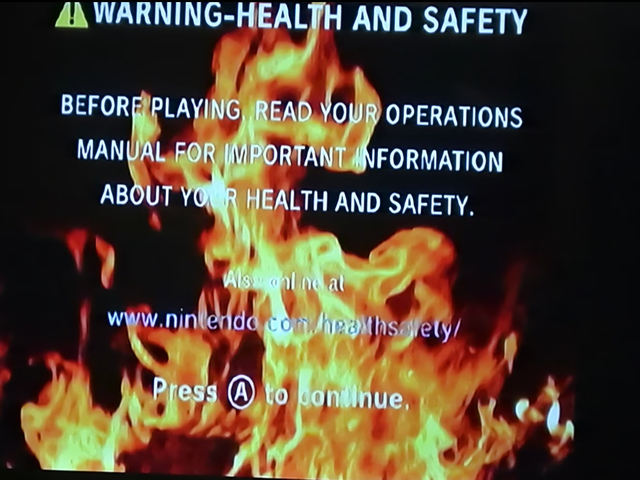 WARNING-HEALTH AND SAFETY
BEFORE PLAYING, READ YOUR OPERATIONS
MANUAL FOR IMPORTANT INFORMATION
ABOUT YOUR HEALTH AND SAFETY.
Also online at
www.nintendo.com/healthsafety/
Press Ⓐ to continue.